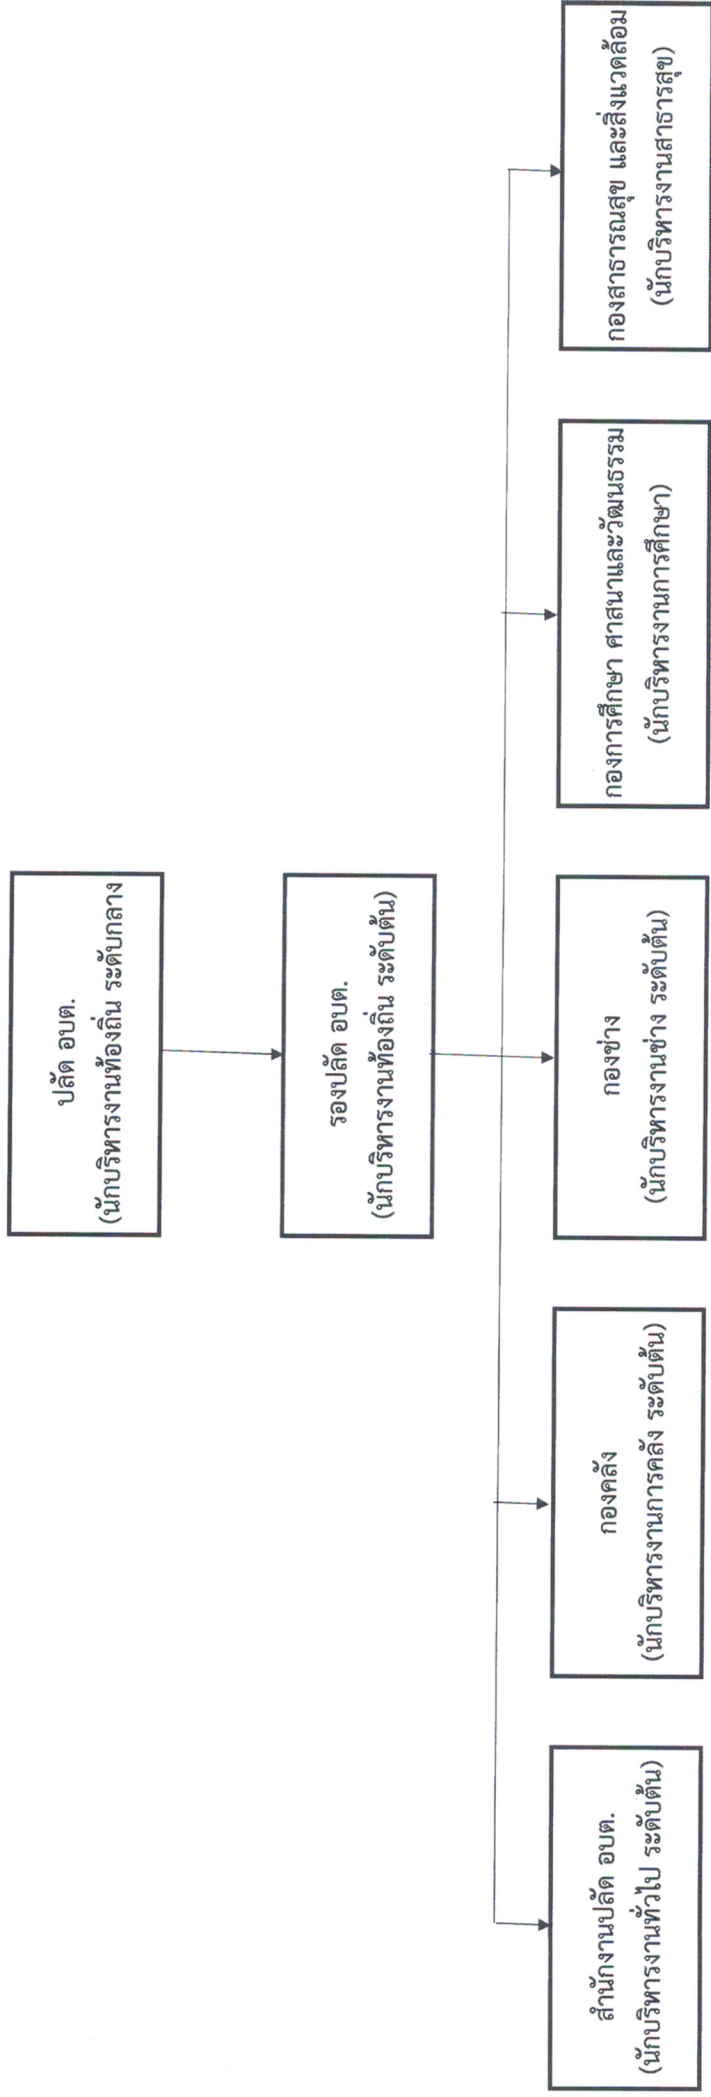 ปลัด อบต.
(นักบริหารงานท้องถิ่น ระดับกลาง
รองปลัด อบต.
(นักบริหารงานท้องถิ่น ระดับต้น)
สำนักงานปลัด อบต.
(นักบริหารงานทั่วไป ระดับต้น)
กองคลัง
(นักบริหารงานการคลัง ระดับต้น)
กองช่าง
(นักบริหารงานช่าง ระดับต้น)
กองการศึกษา ศาสนาและวัฒนธรรม
(นักบริหารงานการศึกษา)
กองสาธารณสุข และสิ่งแวดล้อม
(นักบริหารงานสาธารสุข)